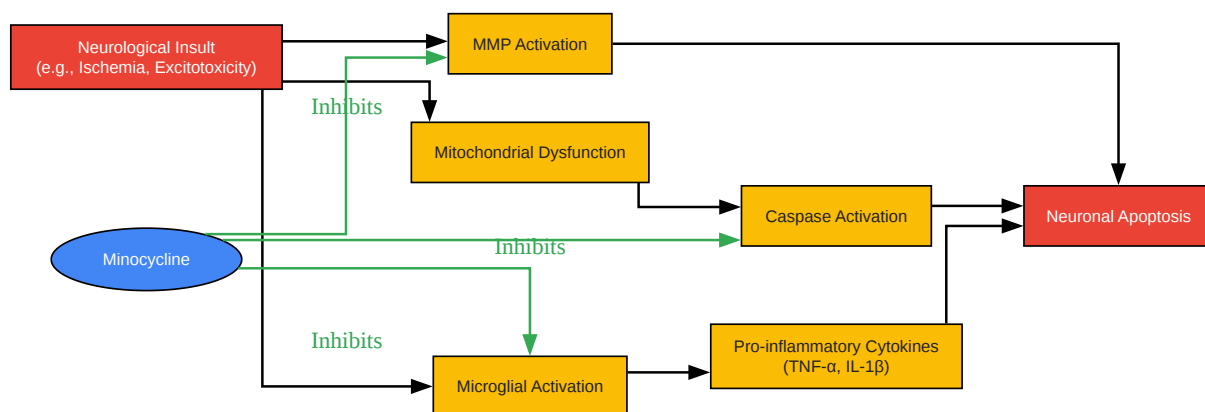 Neurological Insult
(e.g., Ischemia, Excitotoxicity)
MMP Activation
Inhibits
Mitochondrial Dysfunction
Caspase Activation
Neuronal Apoptosis
Inhibits
Minocycline
Inhibits
Pro-inflammatory Cytokines
(TNF-α, IL-1β)
Microglial Activation